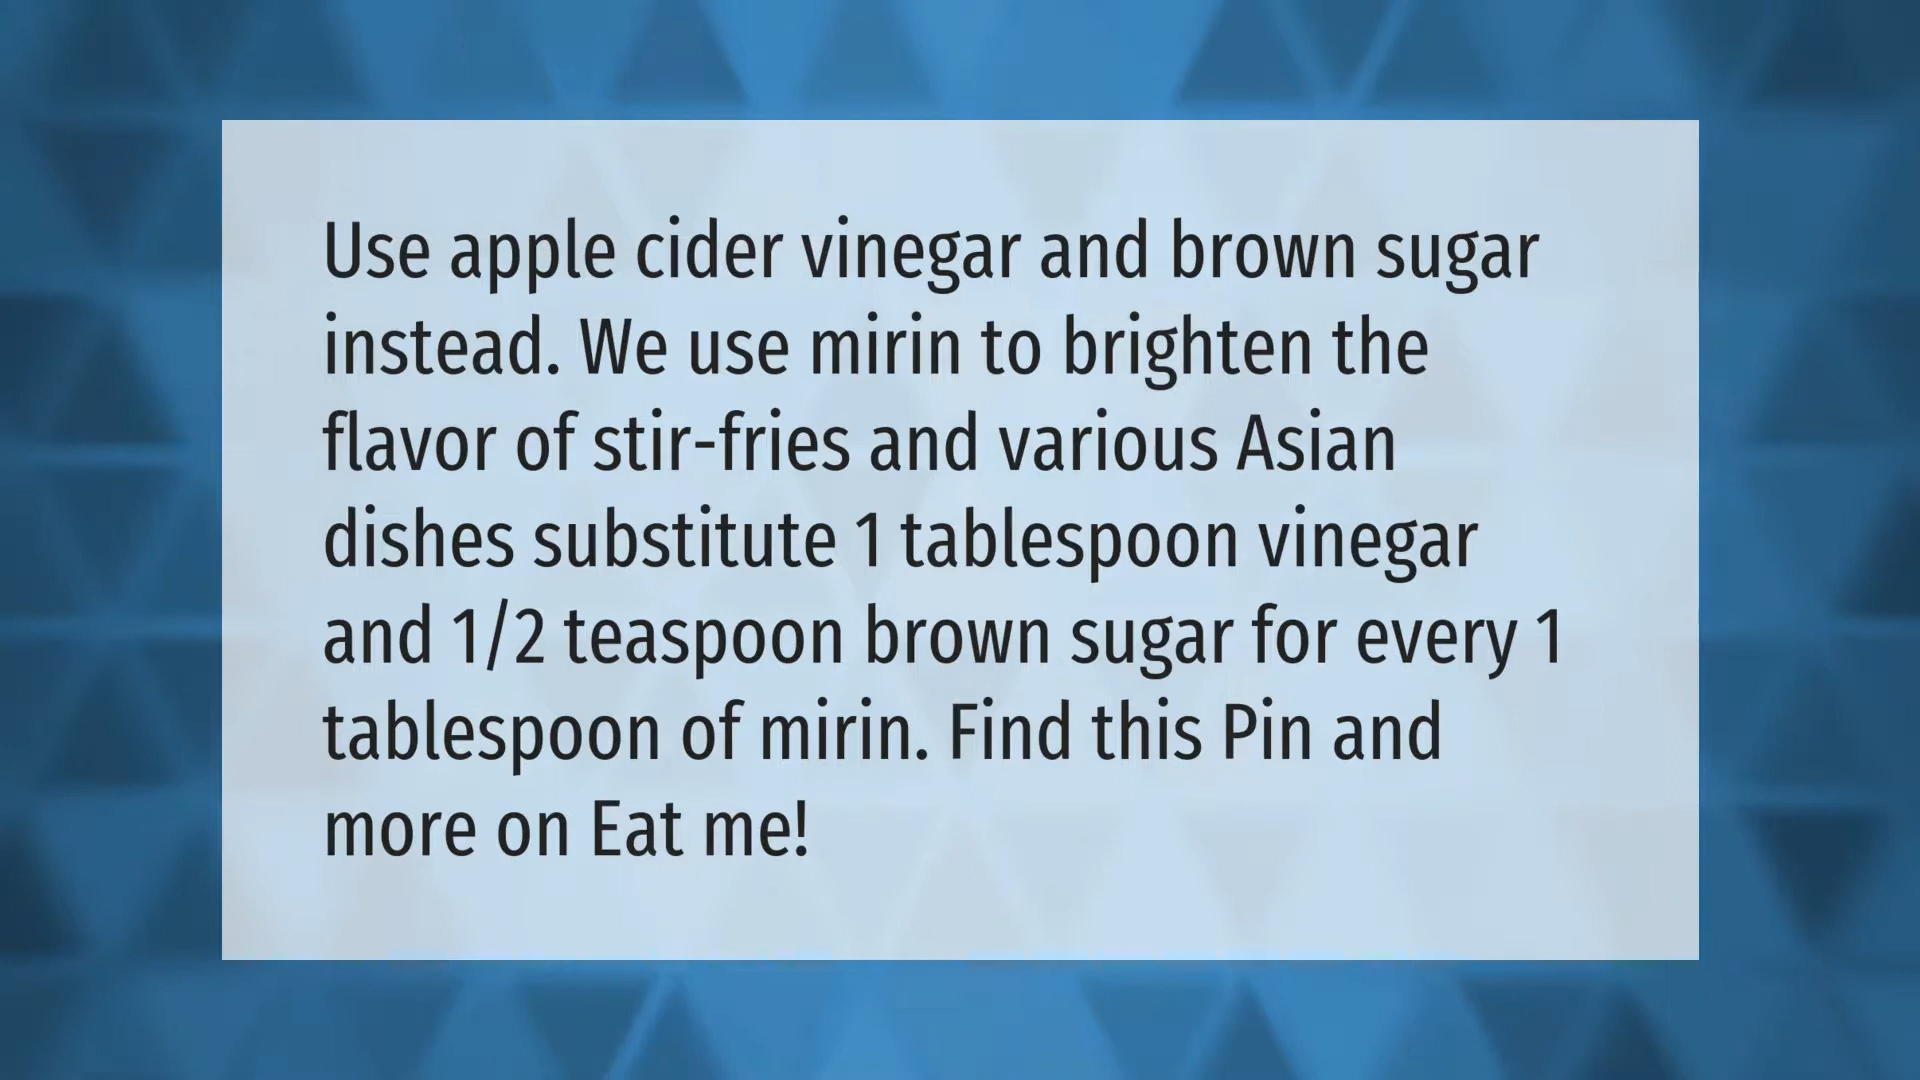 Use apple cider vinegar and brown sugar
instead. We use mirin to brighten the
flavor of stir-fries and various Asian
dishes substitute 1 tablespoon vinegar
and 1/2 teaspoon brown sugar for every 1
tablespoon of mirin. Find this Pin and
more on Eat me!